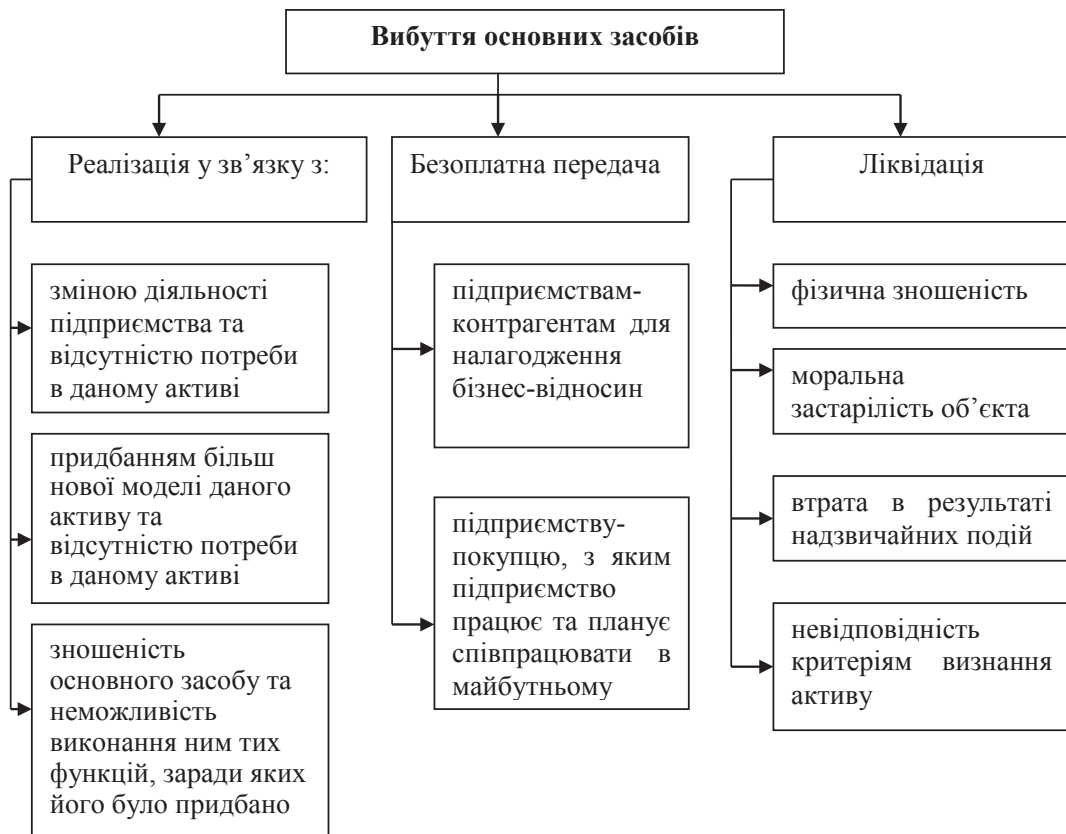 Вибуття основних засобів
Реалізація у зв’язку з:
зміною діяльності
підприємства та
відсутністю потреби
в даному активі
придбанням більш
нової моделі даного
активу та
відсутністю потреби
в даному активі
зношеність
основного засобу та
неможливість
виконання ним тих
функцій, заради яких
його було придбано
Безоплатна передача
підприємствам-
контрагентам для
налагодження
бізнес-відносин
підприємству-
покупцю, з яким
підприємство
працює та планує
співпрацювати в
майбутньому
Ліквідація
фізична зношеність
моральна
застарілість об’єкта
втрата в результаті
надзвичайних подій
невідповідність
критеріям визнання
активу